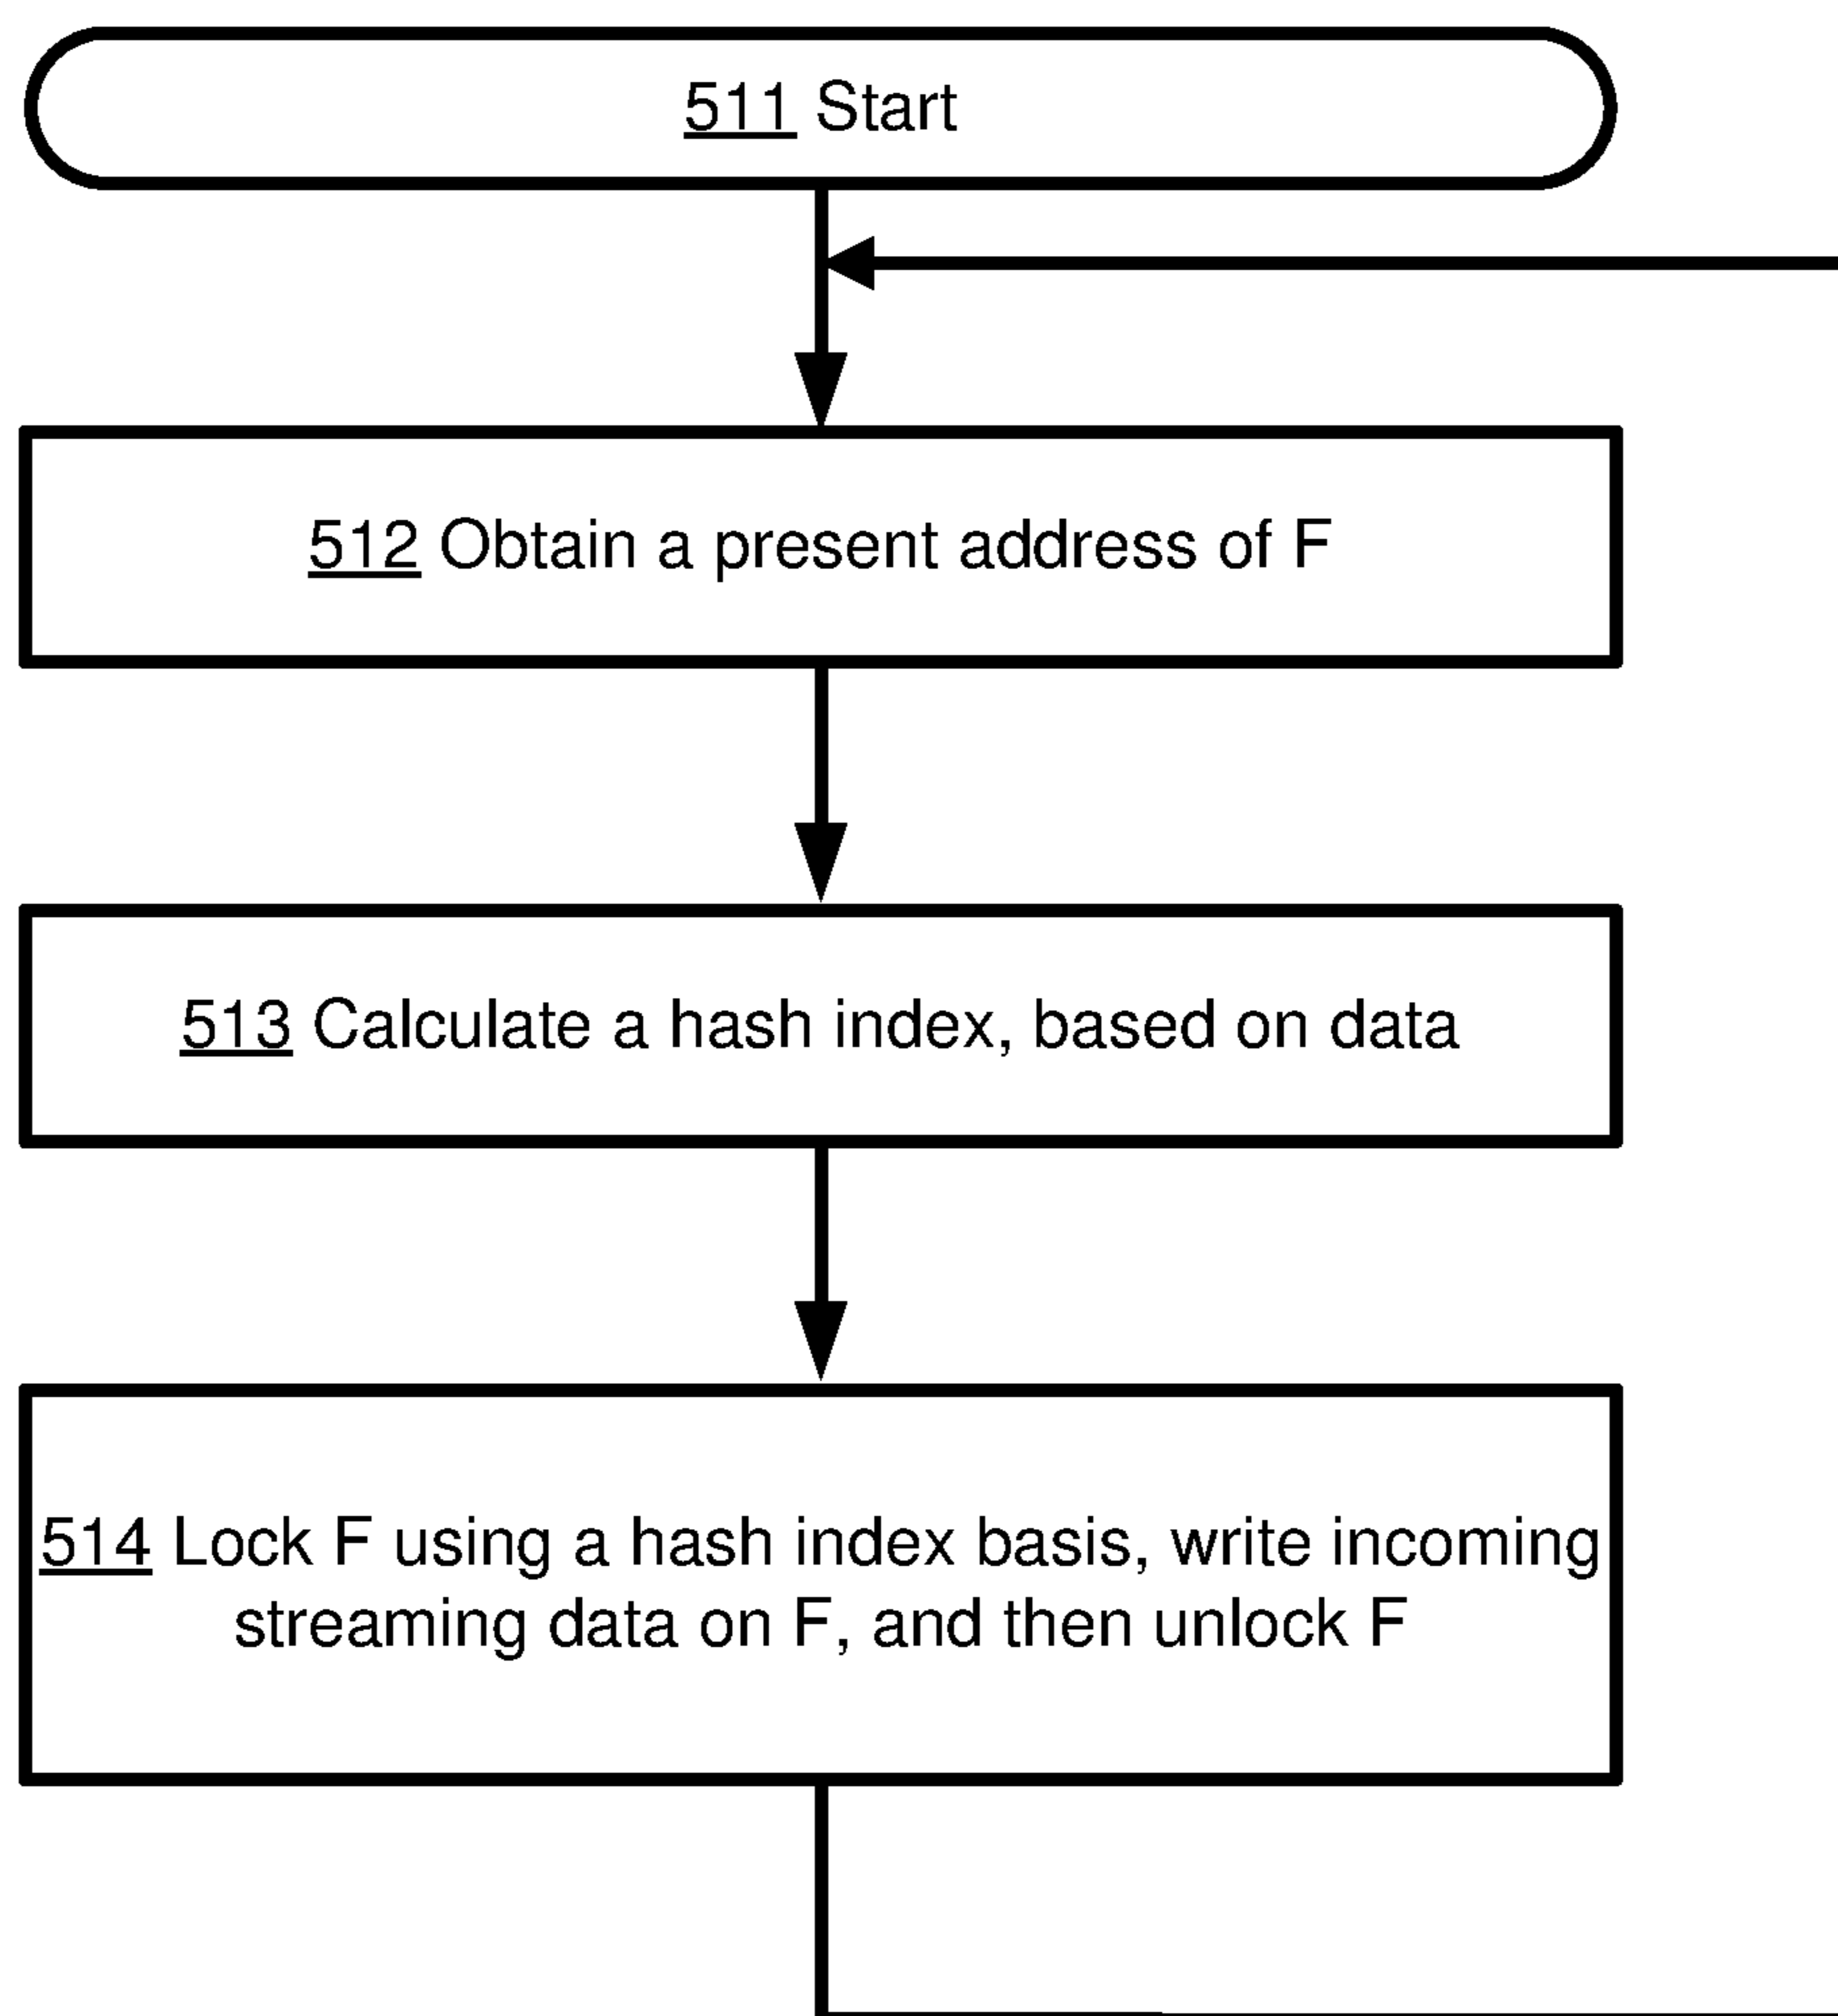 511 Start
512 Obtain a present address of F
513 Calculate a hash index, based on data
514 Lock F using a hash index basis, write incoming
streaming data on F, and then unlock F